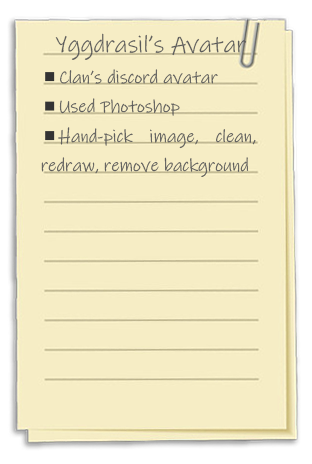 Yggdrasil's Avatar
■ Clan's discord avatar
■ Used Photoshop
■ Hand-pick image, clean,
redraw, remove background